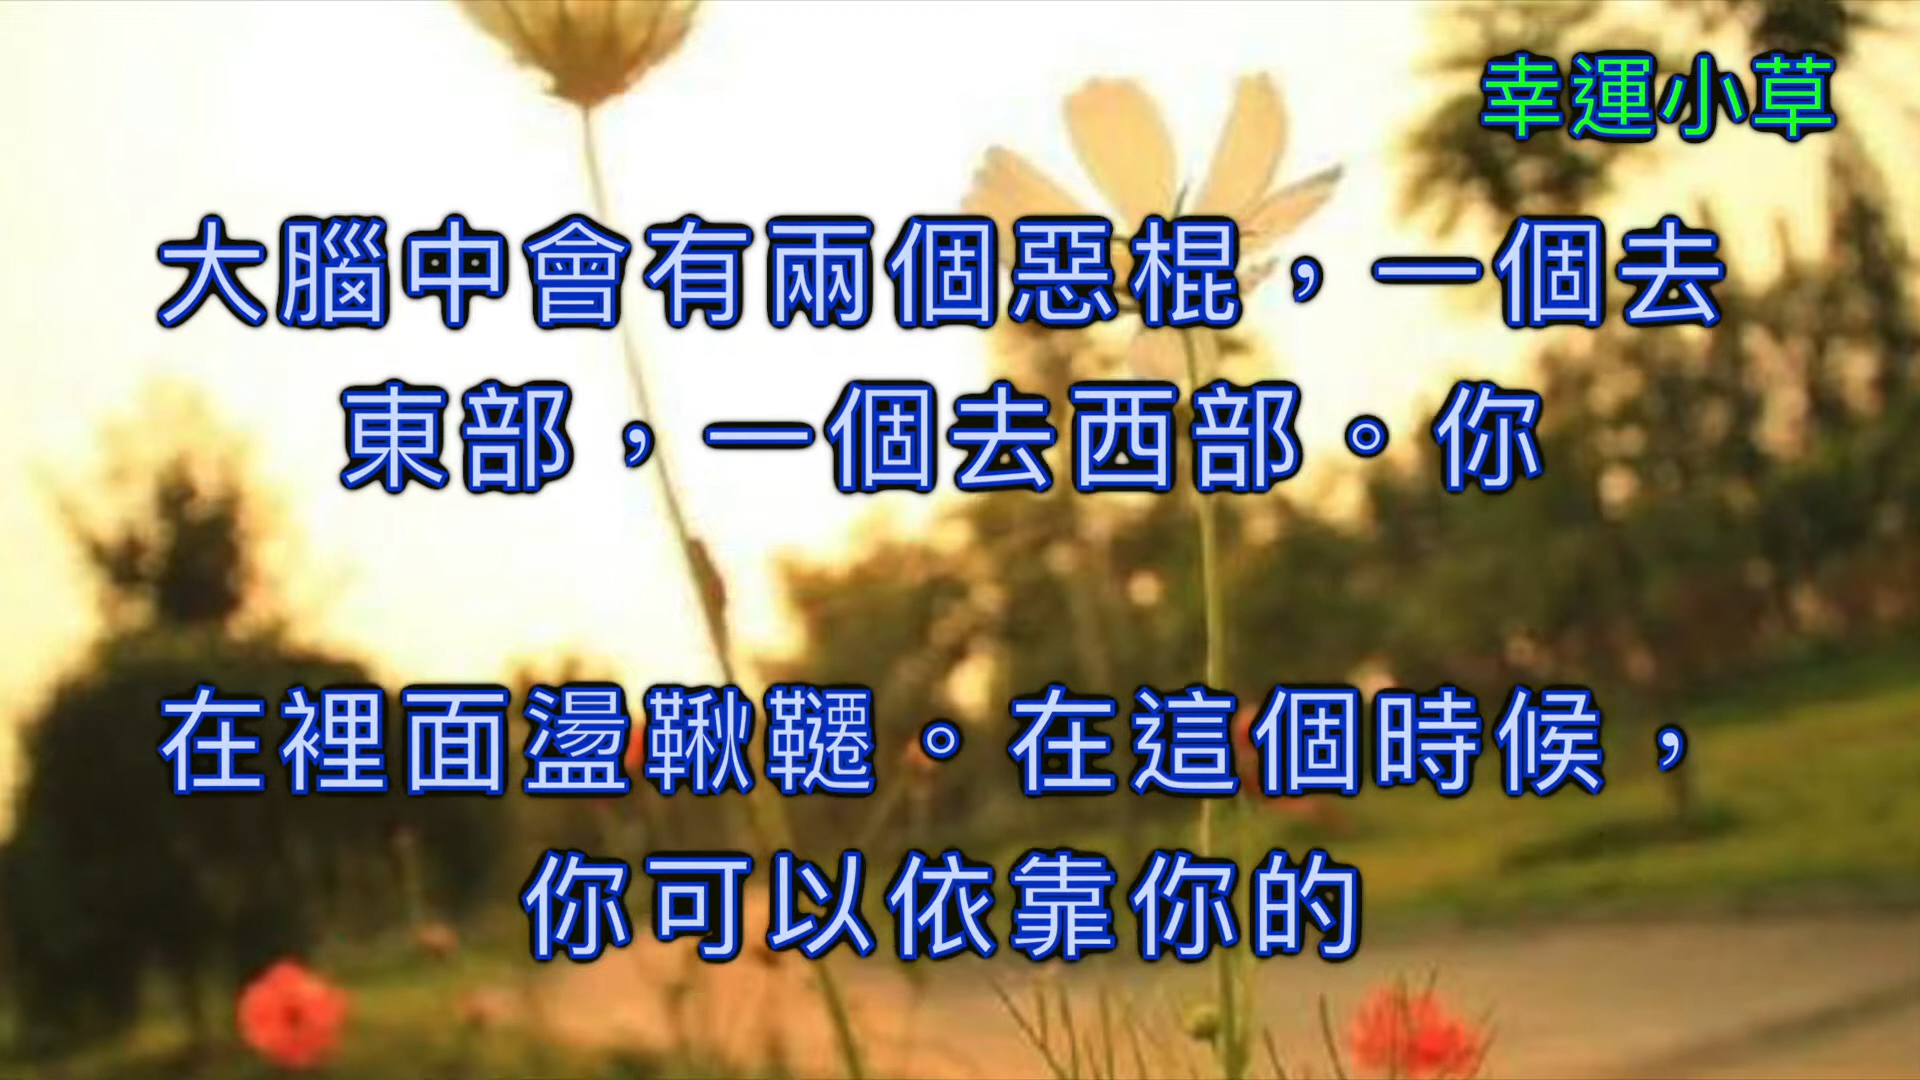 幸運小草
大腦中會有兩個惡棍，一個去
東部，一個去西部。你
在裡面盪鞦韆。在這個時候，
你可以依靠你的